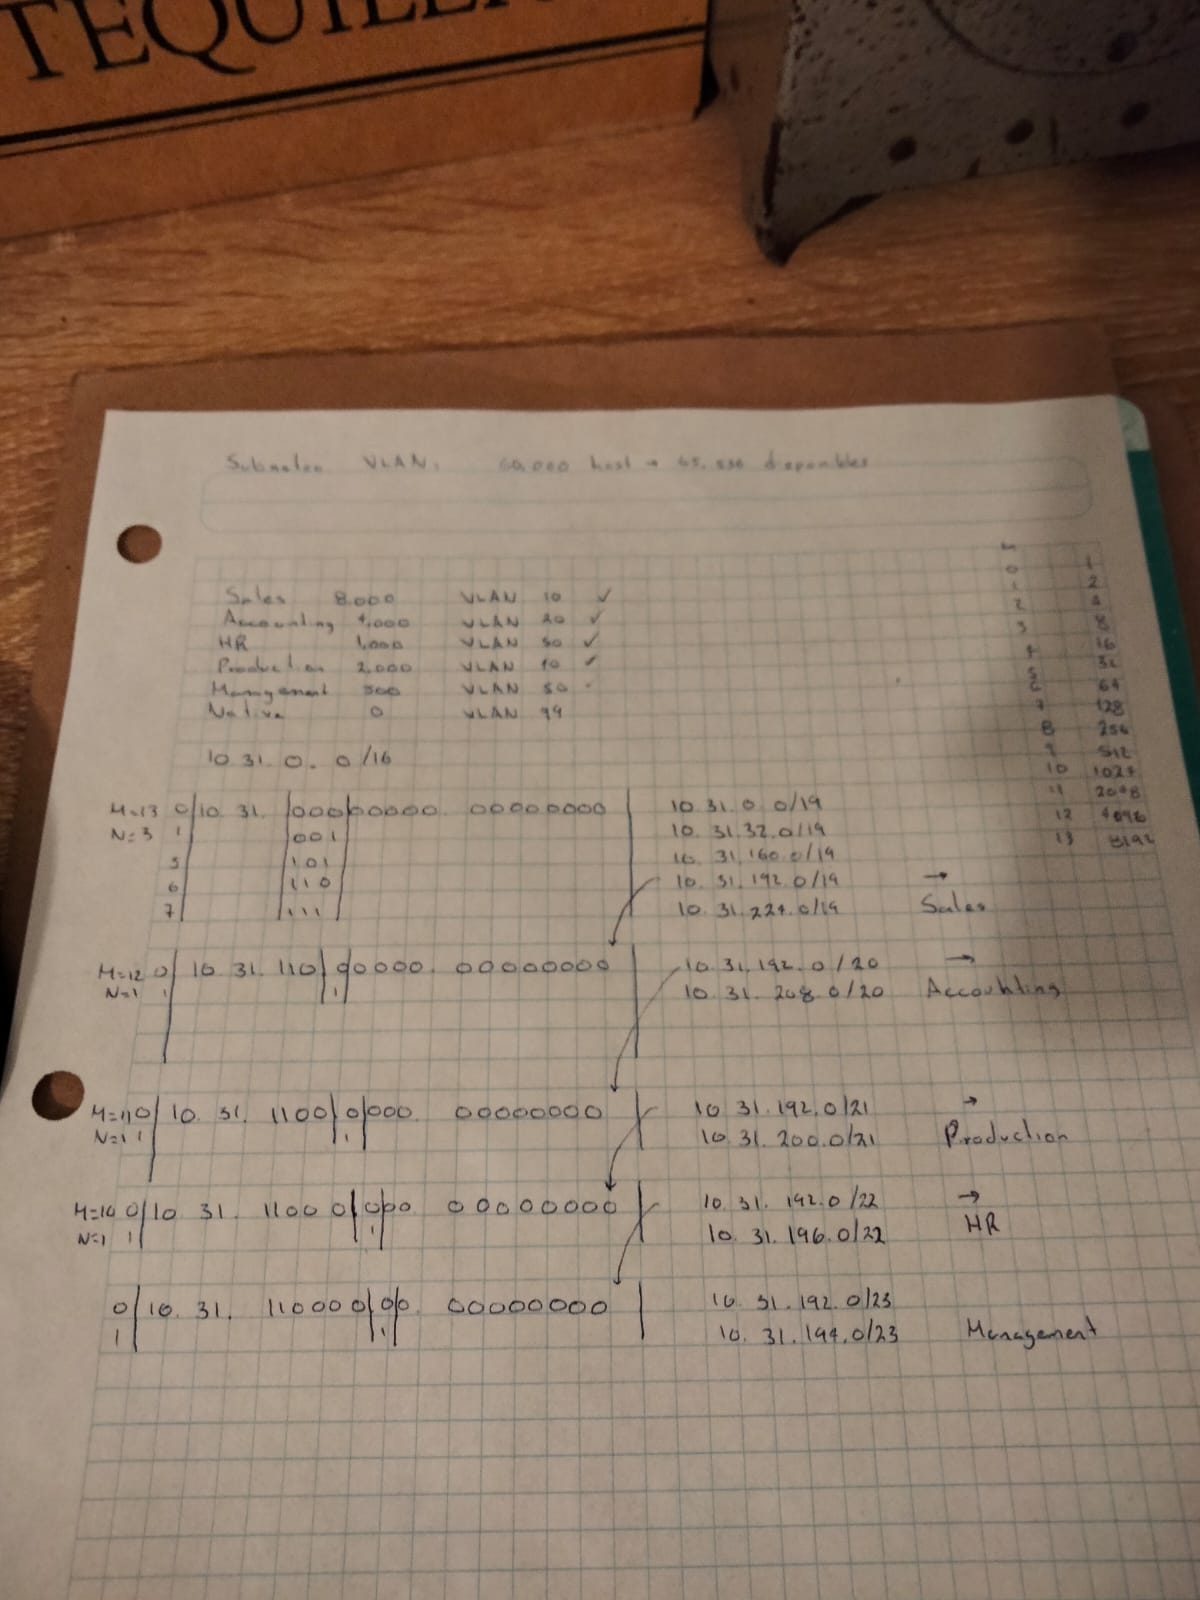 TEQUILER
Subneteo VLAN: 60,000 host → 65,536 disponibles
Sales 8,000 VLAN 10 ✓
Accounting 4,000 VLAN 20 ✓
HR 1,000 VLAN 30 ✓
Production 2,000 VLAN 40 ✓
Management 500 VLAN 50
Native 0 VLAN 99
10 31 0. 0/16
0 1
1 2
2 4
3 8
4 16
5 32
6 64
7 128
8 256
9 512
10 1024
11 2048
12 4096
13 8192
M=13 0/10. 31. |000|00000 00000000 | 10.31.0 0/19
N=3 1 |001| 10. 31.32.0/19
5 |101| 10. 31.160.0/19
6 |110| 10. 31.192.0/19 →
7 |111| 10. 31.224.0/19 Sales
M=12 0/ 10. 31. 110|0|0000. 00000000 | 10.31.192.0/20 →
N=1 1 1 10. 31. 208.0/20 Accounting
M=11 0/ 10. 31. 1100|0|000. 00000000 | 10 31.192.0/21 →
N=1 1 1 10.31.200.0/21 Production
M=10 0/10 31. 1100 0|0|00 00000000 | 10. 31. 192.0/22 →
N=1 1 1 10. 31. 196.0/22 HR
0/10. 31. 110000|0|0. 00000000 | 10. 31.192.0/23
1 1 10. 31.194.0/23 Management